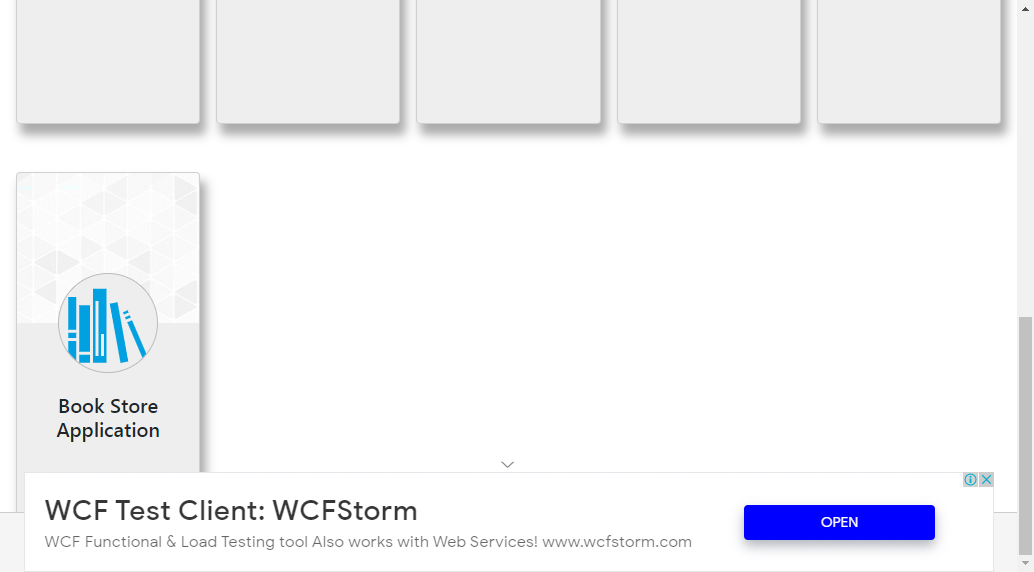 Book Store
Application
WCF Test Client: WCFStorm
WCF Functional & Load Testing tool Also works with Web Services! www.wcfstorm.com
OPEN